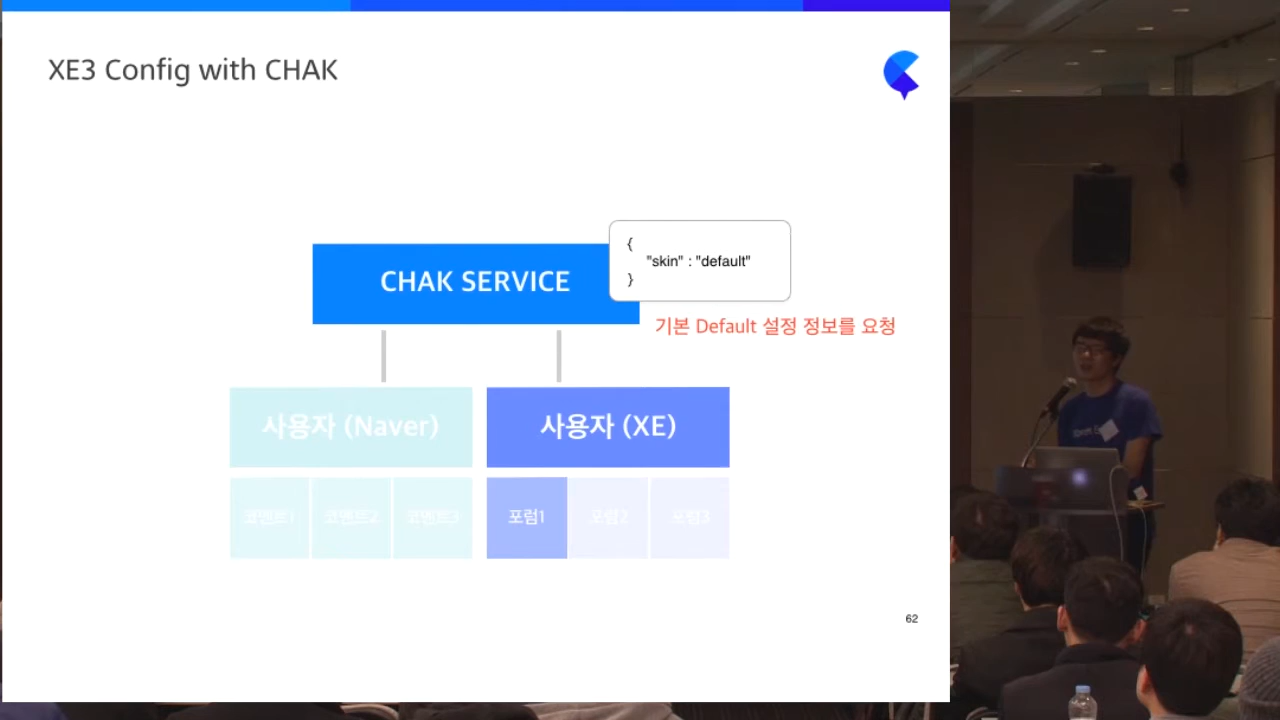 XE3 Config with CHAK
{
"skin" : "default"
}
CHAK SERVICE
기본 Default 설정 정보를 요청
사용자 (Naver)
사용자 (XE)
코멘트1
코멘트2
코멘트3
포럼1
포럼2
포럼3
62